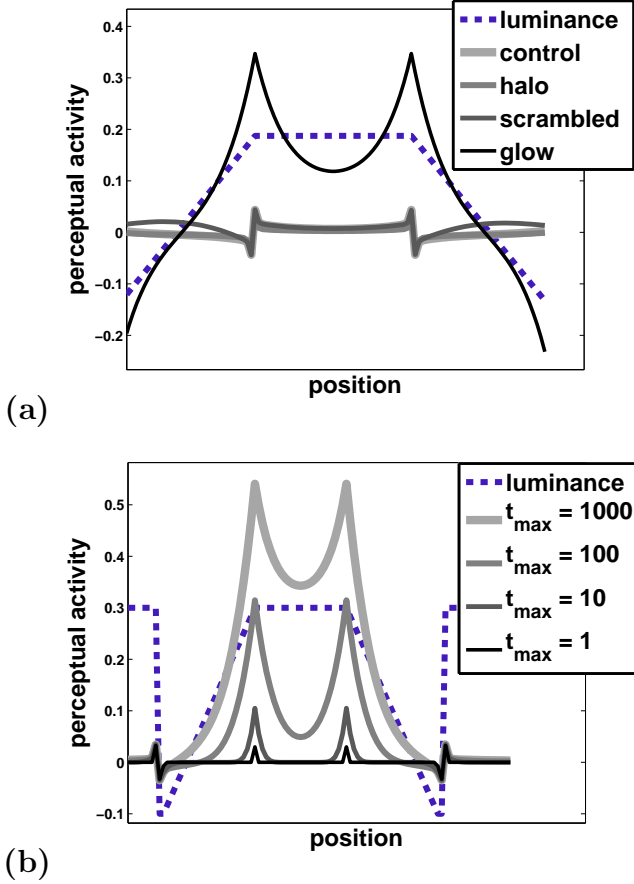 luminance
control
halo
scrambled
glow
0.4
0.3
0.2
0.1
0
−0.1
−0.2
perceptual activity
position
(a)
luminance
t_max = 1000
t_max = 100
t_max = 10
t_max = 1
0.5
0.4
0.3
0.2
0.1
0
-0.1
perceptual activity
position
(b)